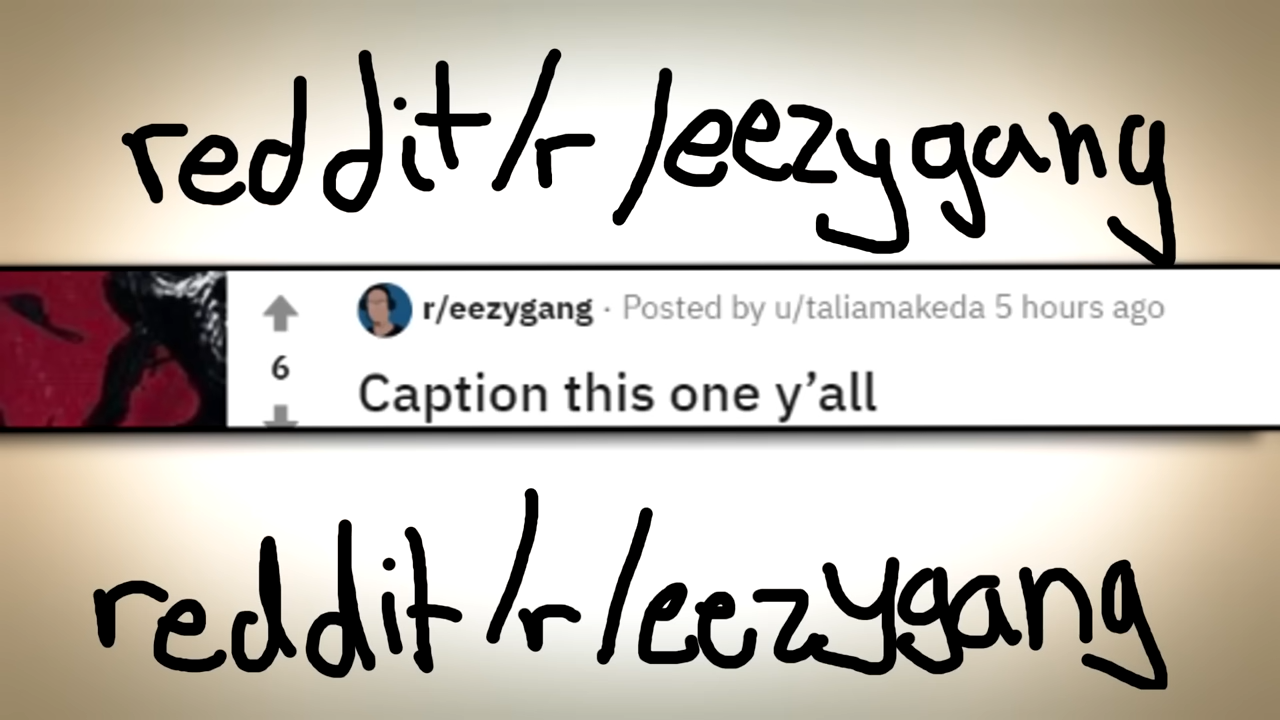 reddit/r/eezygang
r/eezygang · Posted by u/taliamakeda 5 hours ago
6
Caption this one y’all
reddit/r/eezygang